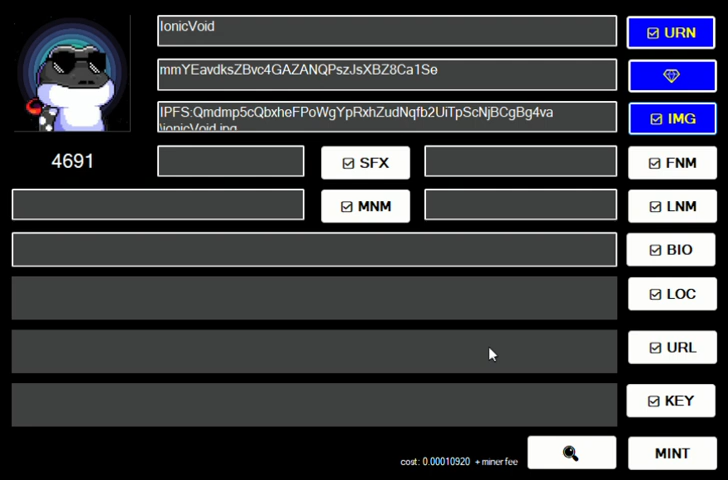 IonicVoid
URN
mmYEavdksZBvc4GAZANQPszJsXBZ8Ca1Se
IPFS:Qmdmp5cQbxheFPoWgYpRxhZudNqfb2UiTpScNjBCgBg4va
\ionicVoid.jpg
IMG
4691
SFX
FNM
MNM
LNM
BIO
LOC
URL
KEY
cost: 0.00010920 + miner fee
MINT